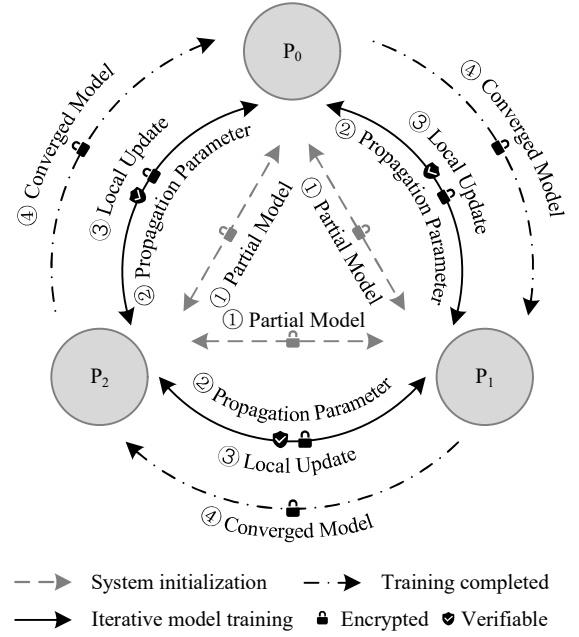 P0
④ Converged Model
④ Converged Model
③ Local Update
② Propagation Parameter
② Propagation Parameter
③ Local Update
① Partial Model
① Partial Model
① Partial Model
P2
P1
② Propagation Parameter
③ Local Update
④ Converged Model
System initialization
Training completed
Iterative model training
Encrypted
Verifiable